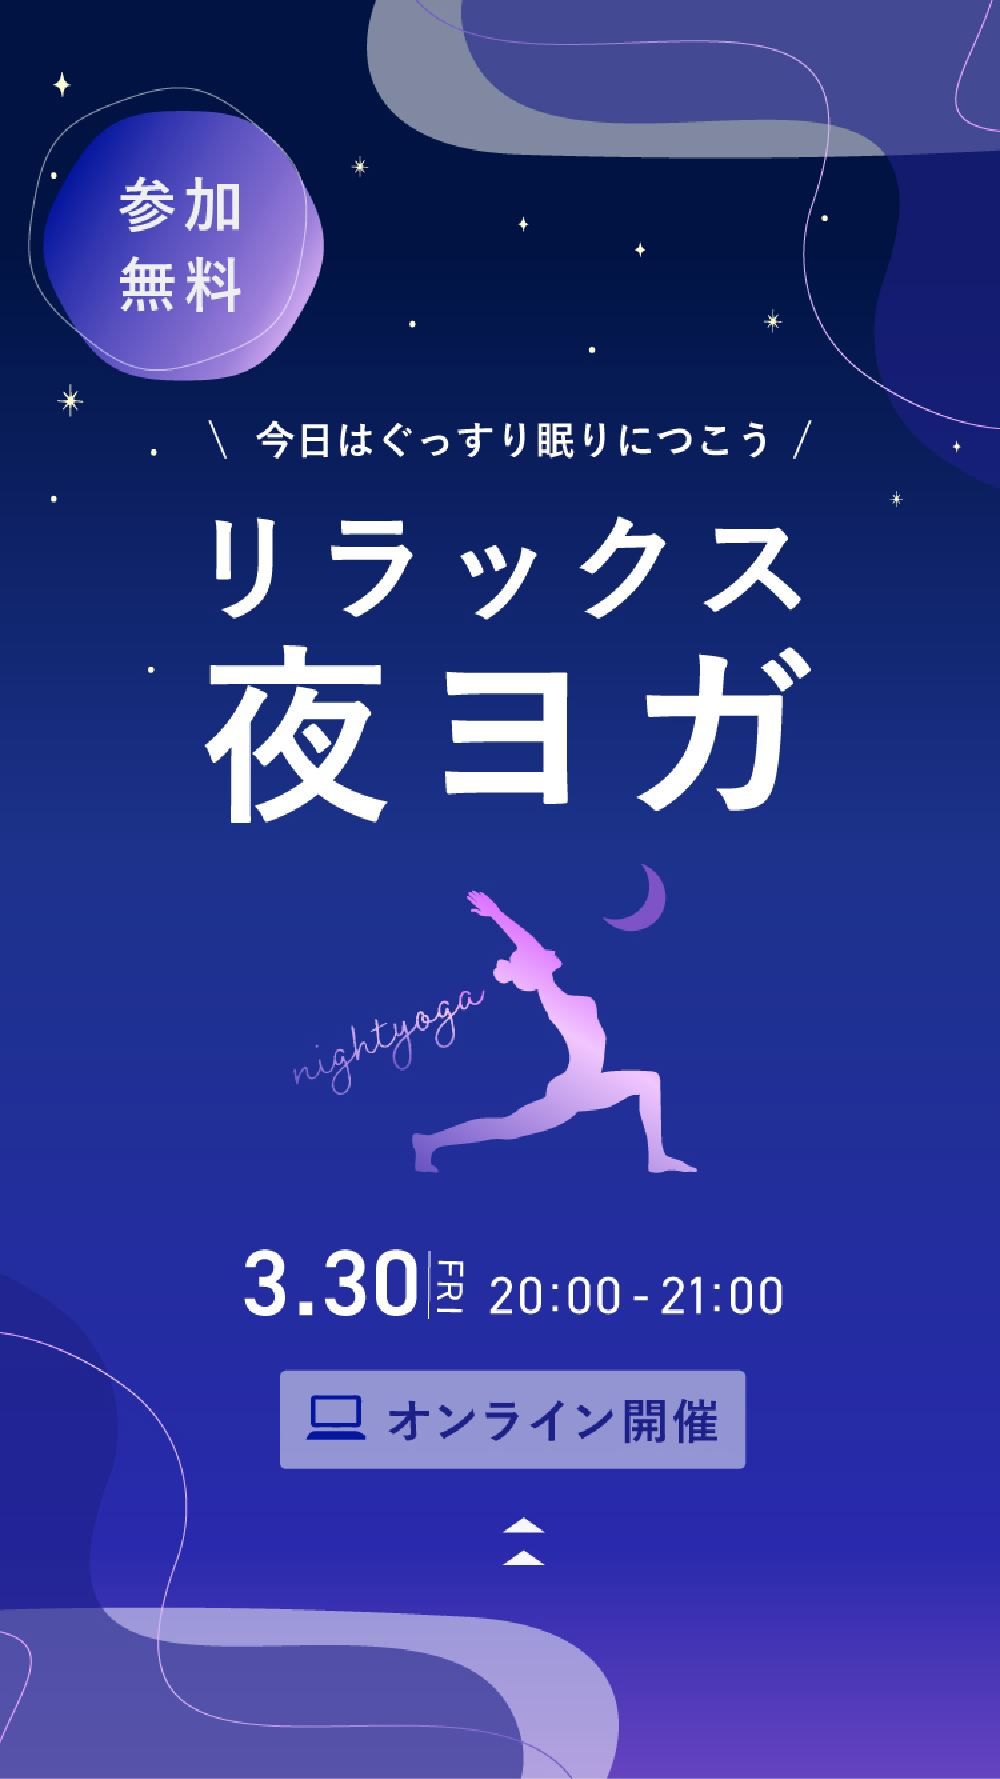 参加
無料
\ 今日はぐっすり眠りにつこう /
リラックス
夜ヨガ
nightyoga
3.30 FRI 20:00 - 21:00
オンライン開催